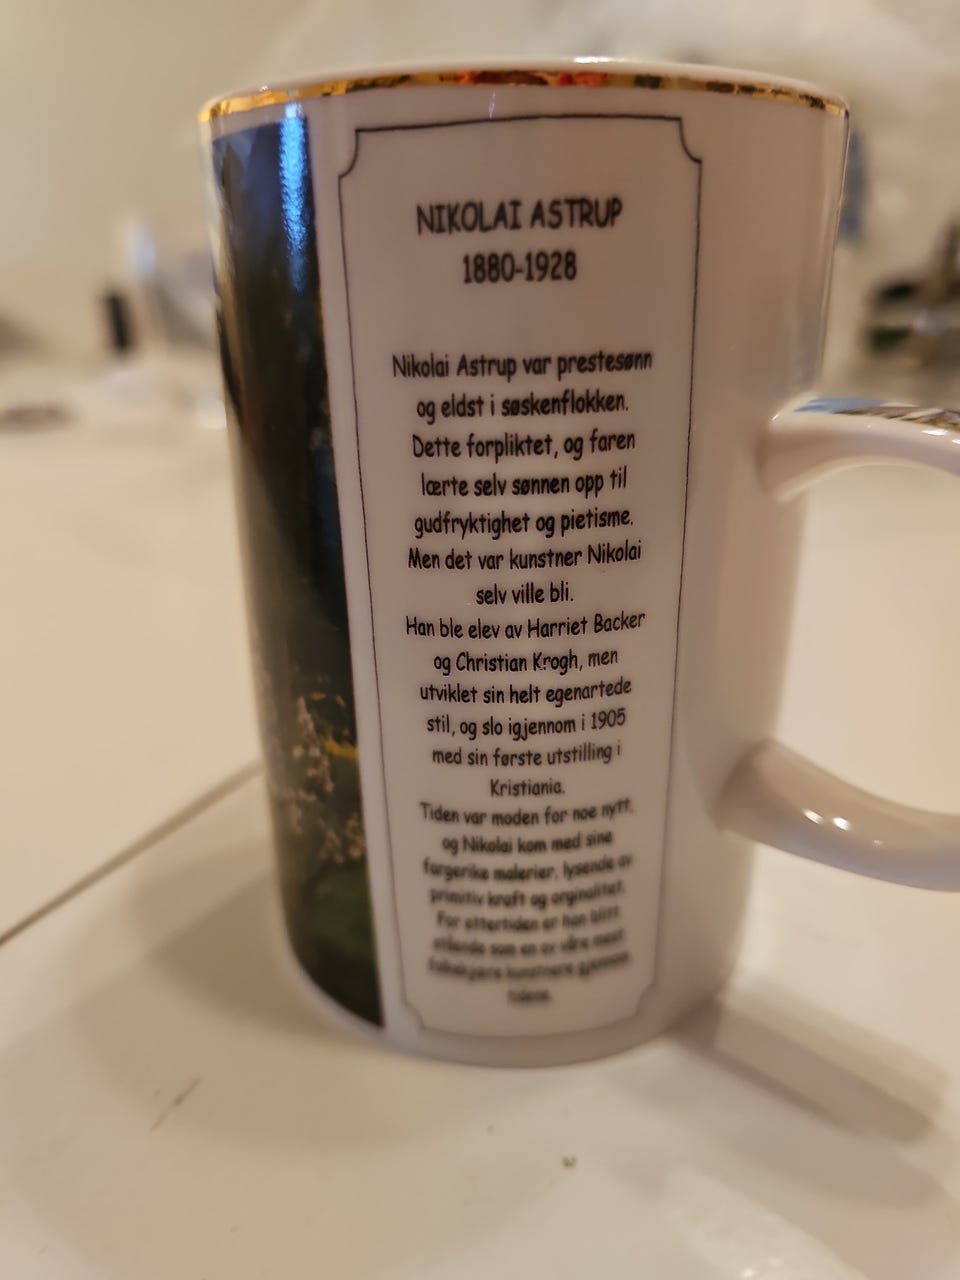 NIKOLAI ASTRUP
1880-1928
Nikolai Astrup var prestesønn
og eldst i søskenflokken.
Dette forpliktet, og faren
lærte selv sønnen opp til
gudfryktighet og pietisme.
Men det var kunstner Nikolai
selv ville bli.
Han ble elev av Harriet Backer
og Christian Krogh, men
utviklet sin helt egenartede
stil, og slo igjennom i 1905
med sin første utstilling i
Kristiania.
Tiden var moden for noe nytt,
og Nikolai kom med sine
fargerike malerier, lysende av
primitiv kraft og orginalitet.
For ettertiden er han blitt
stående som en av våre mest
folkekjære kunstnere gjennom
tidene.